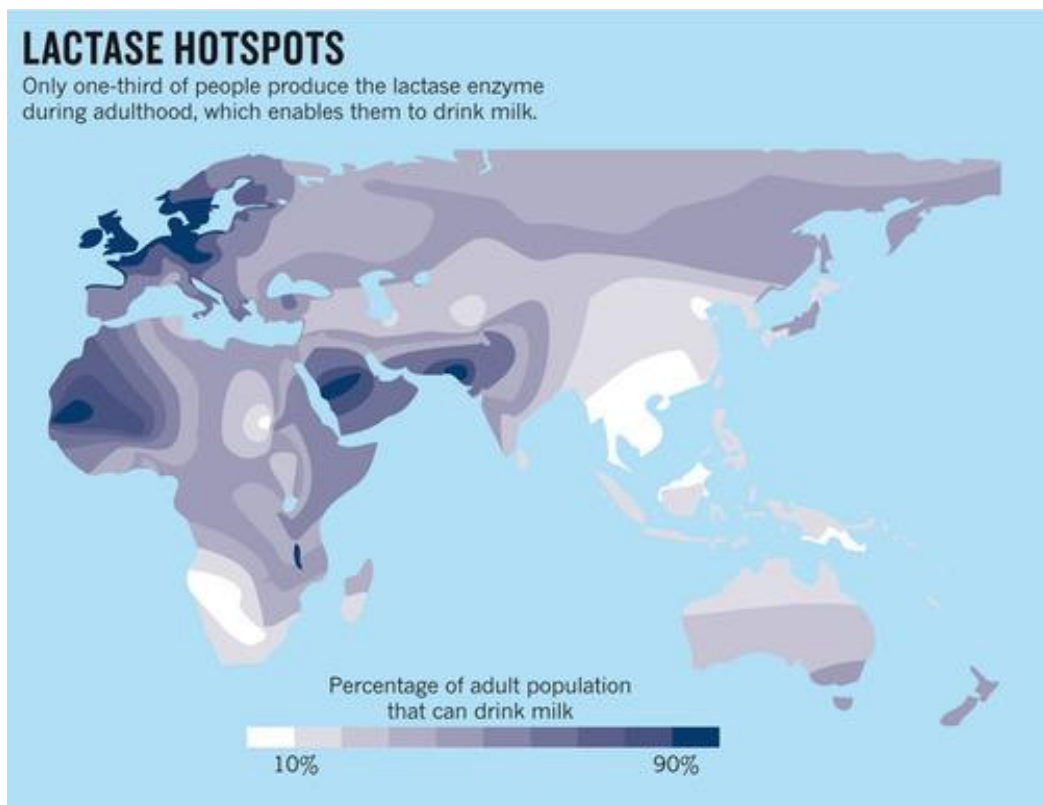 LACTASE HOTSPOTS
Only one-third of people produce the lactase enzyme
during adulthood, which enables them to drink milk.
Percentage of adult population
that can drink milk
10% 90%